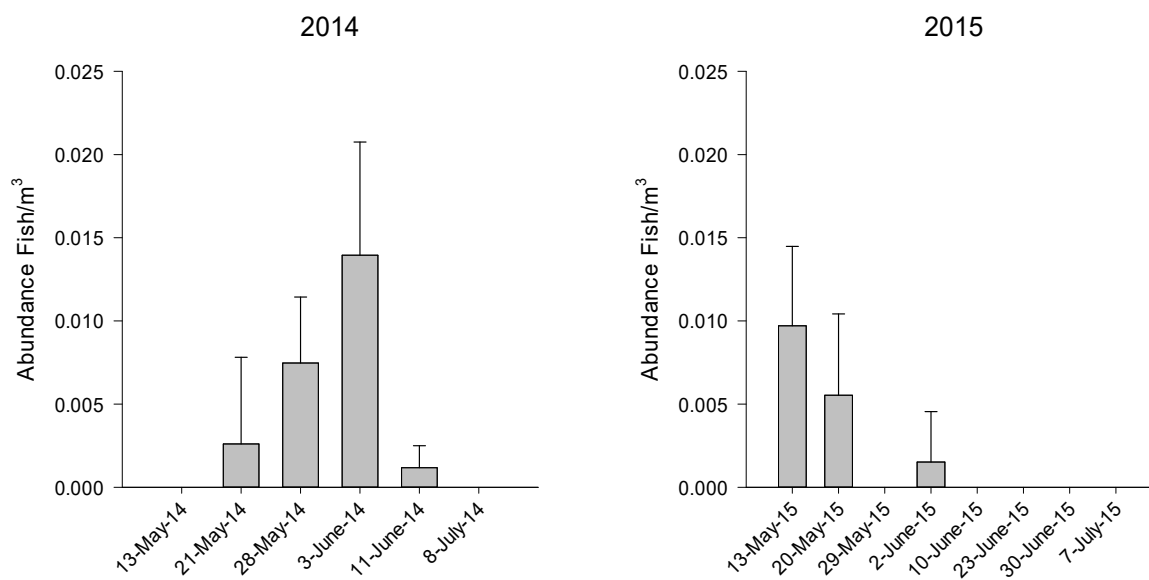 2014
0.025
0.020
0.015
0.010
0.005
0.000
Abundance Fish/m³
13-May-14
21-May-14
28-May-14
3-June-14
11-June-14
8-July-14
2015
0.025
0.020
0.015
0.010
0.005
0.000
Abundance Fish/m³
13-May-15
20-May-15
29-May-15
2-June-15
10-June-15
23-June-15
30-June-15
7-July-15